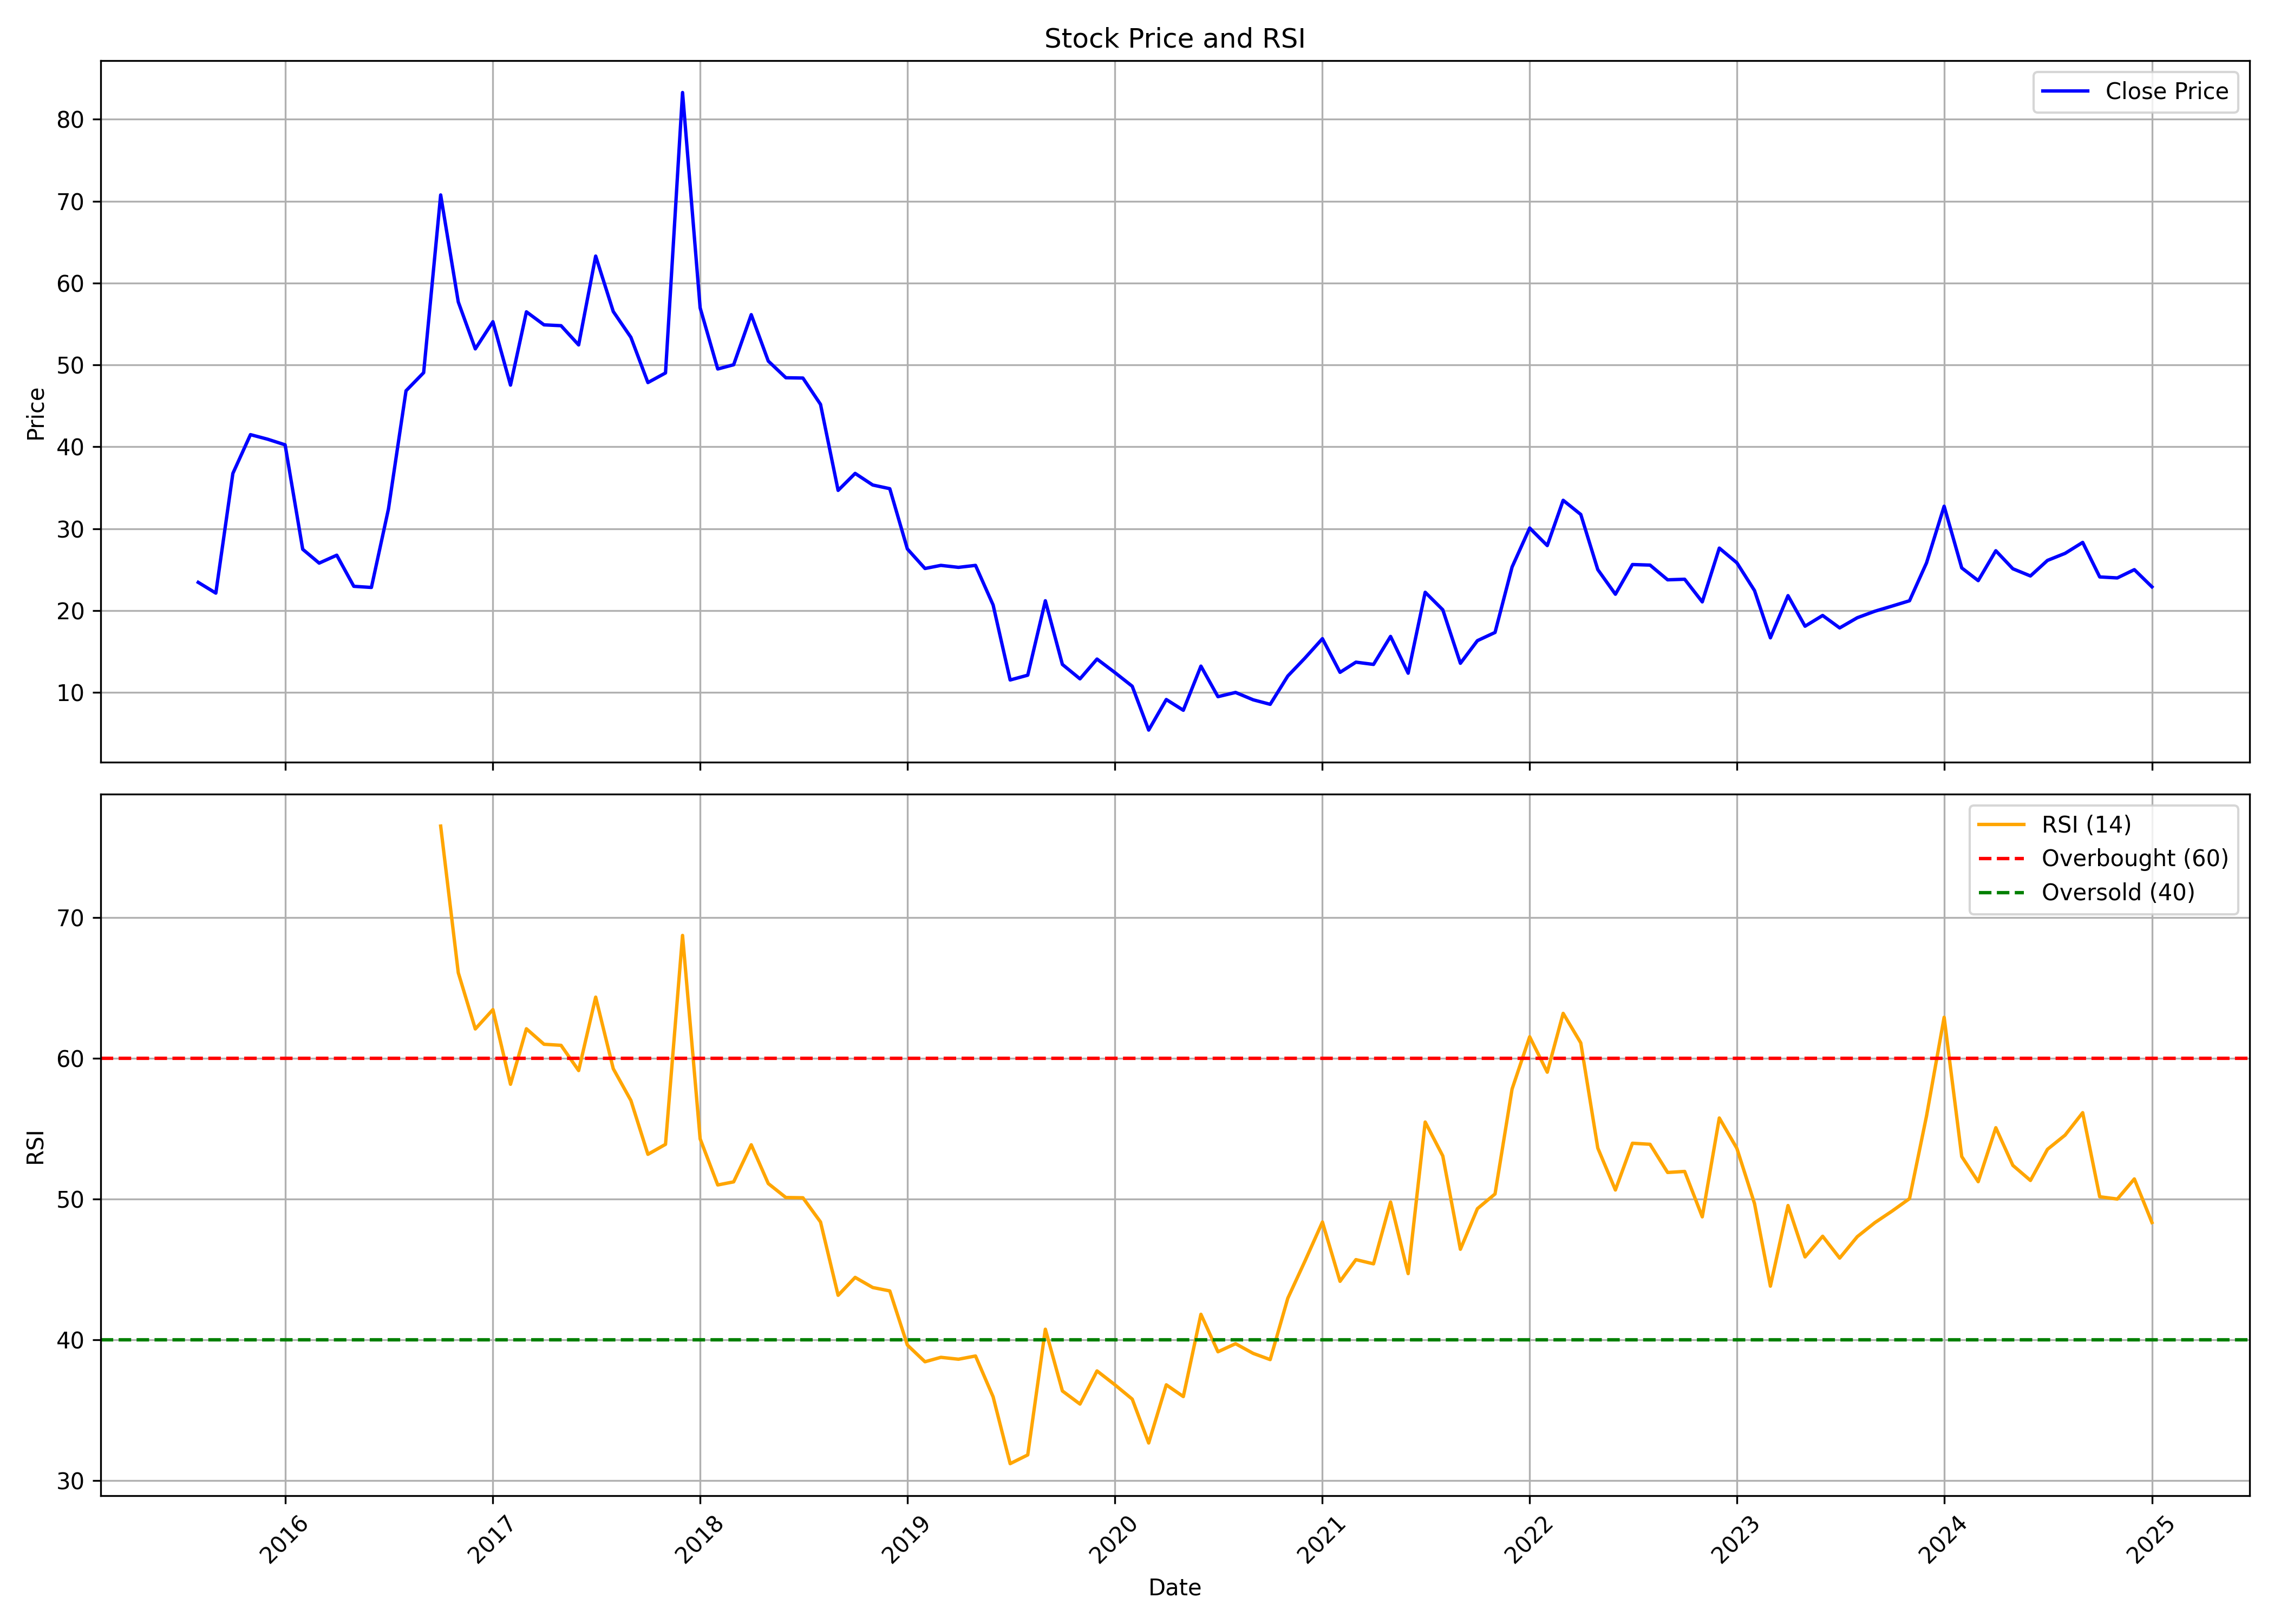 Stock Price and RSI
Close Price
80
70
60
50
40
30
20
10
Price
RSI (14)
Overbought (60)
Oversold (40)
70
60
50
40
30
RSI
2016
2017
2018
2019
2020
2021
2022
2023
2024
2025
Date